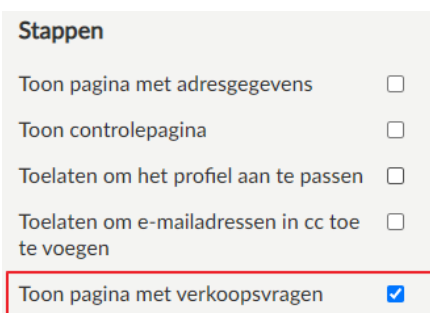 Stappen
Toon pagina met adresgegevens
Toon controlepagina
Toelaten om het profiel aan te passen
Toelaten om e-mailadressen in cc toe
te voegen
Toon pagina met verkoopsvragen